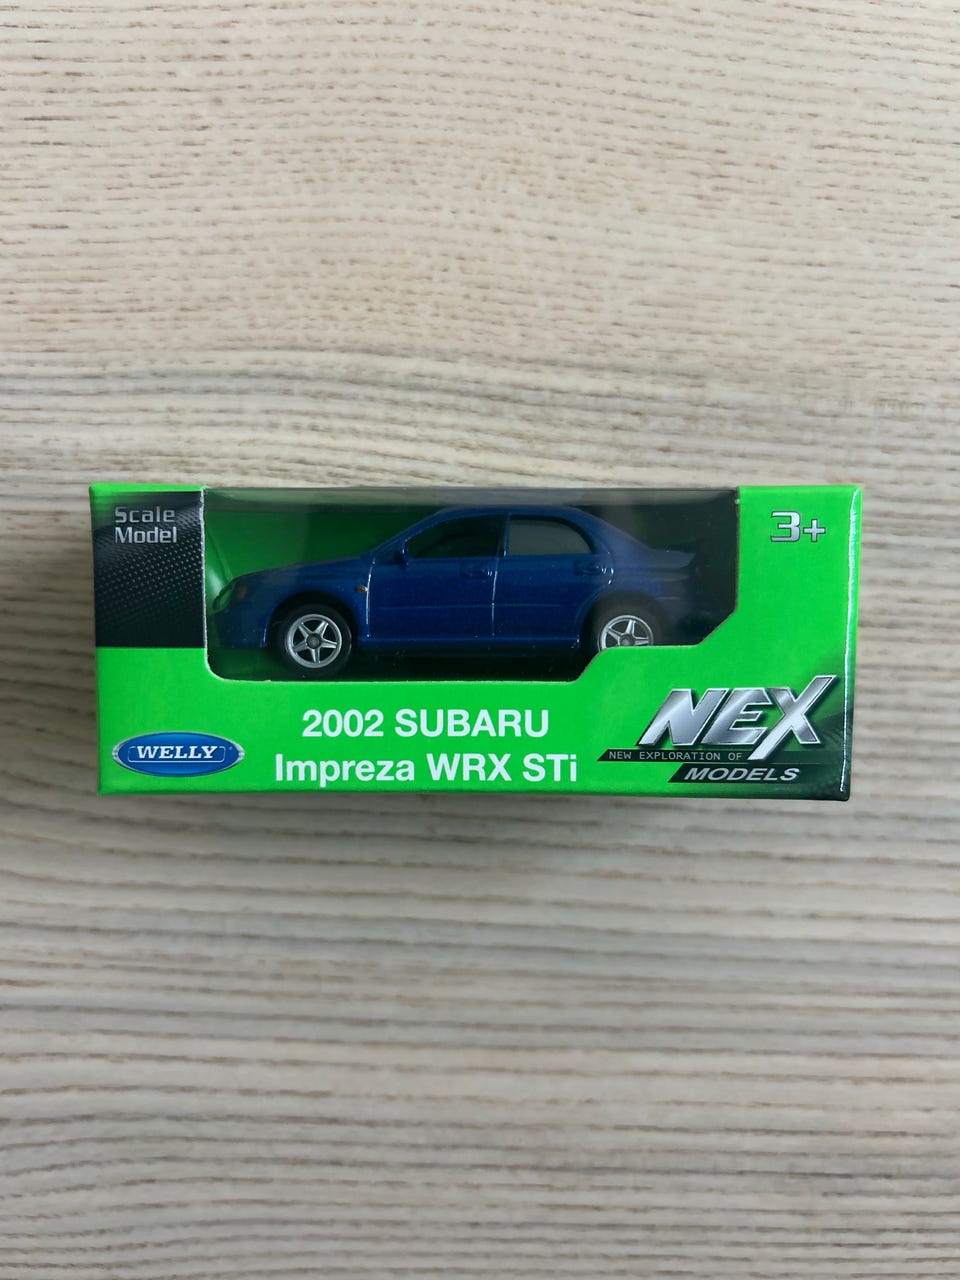 Scale
Model
3+
2002 SUBARU
Impreza WRX STi
WELLY
NEX
NEW EXPLORATION OF
MODELS